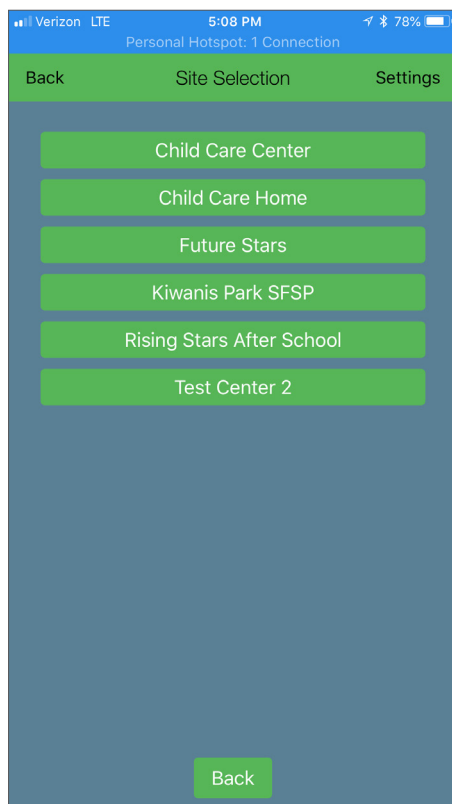 Verizon LTE 5:08 PM 78%
Personal Hotspot: 1 Connection
Back Site Selection Settings
Child Care Center
Child Care Home
Future Stars
Kiwanis Park SFSP
Rising Stars After School
Test Center 2
Back